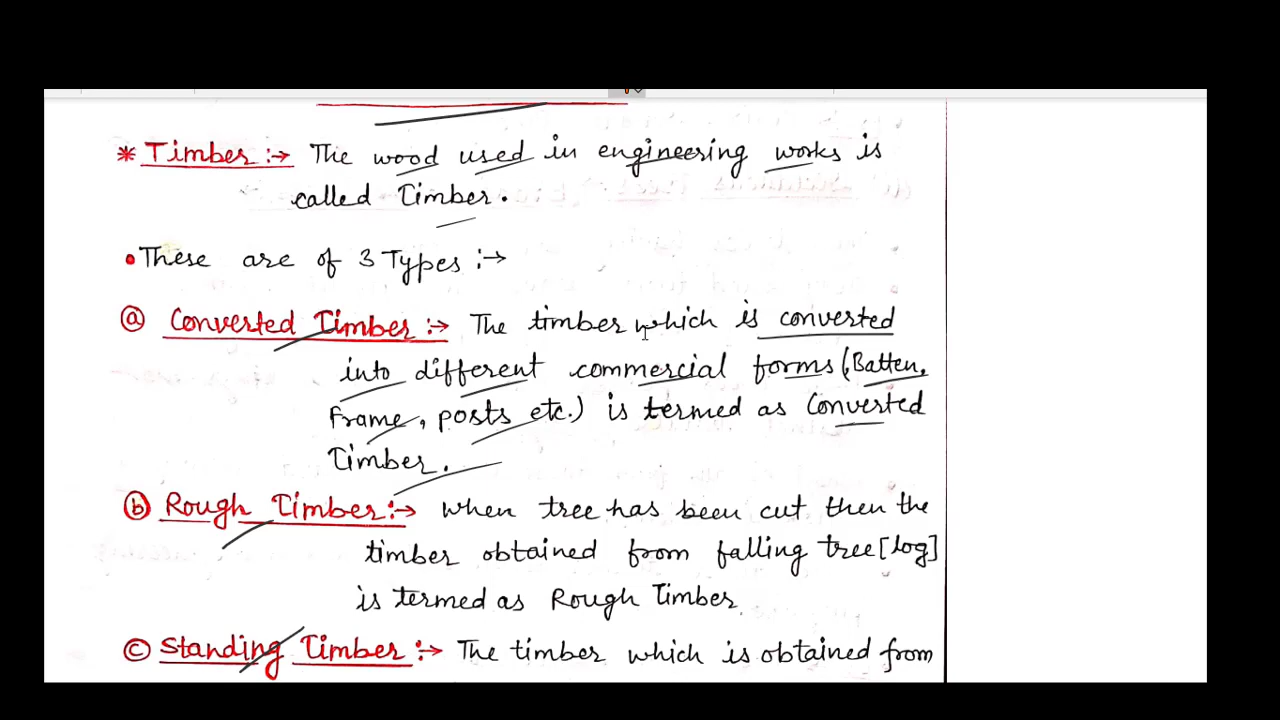 * Timber :→ The wood used in engineering works is
called Timber.
• These are of 3 Types :→
ⓐ Converted Timber :→ The timber which is converted
into different commercial forms (Batten,
Frame, posts etc.) is termed as Converted
Timber.
ⓑ Rough Timber :→ When tree has been cut then the
timber obtained from falling tree [log]
is termed as Rough Timber
ⓒ Standing Timber :→ The timber which is obtained from